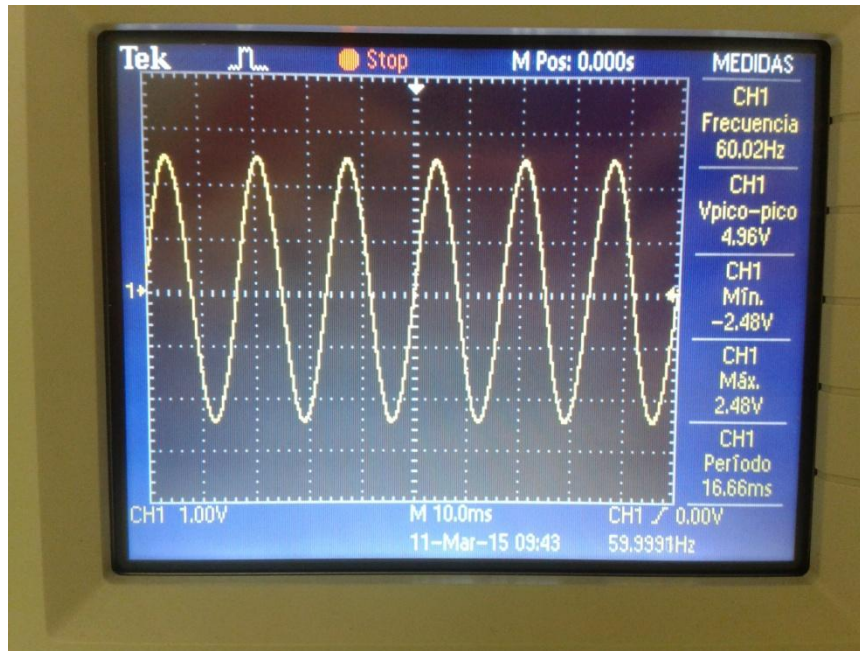 Tek Stop M Pos: 0.000s MEDIDAS
CH1
Frecuencia
60.02Hz
CH1
Vpico-pico
4.96V
CH1
Mín.
-2.48V
CH1
Máx.
2.48V
CH1
Período
16.66ms
1
CH1 1.00V M 10.0ms CH1 0.00V
11-Mar-15 09:43 59.9991Hz